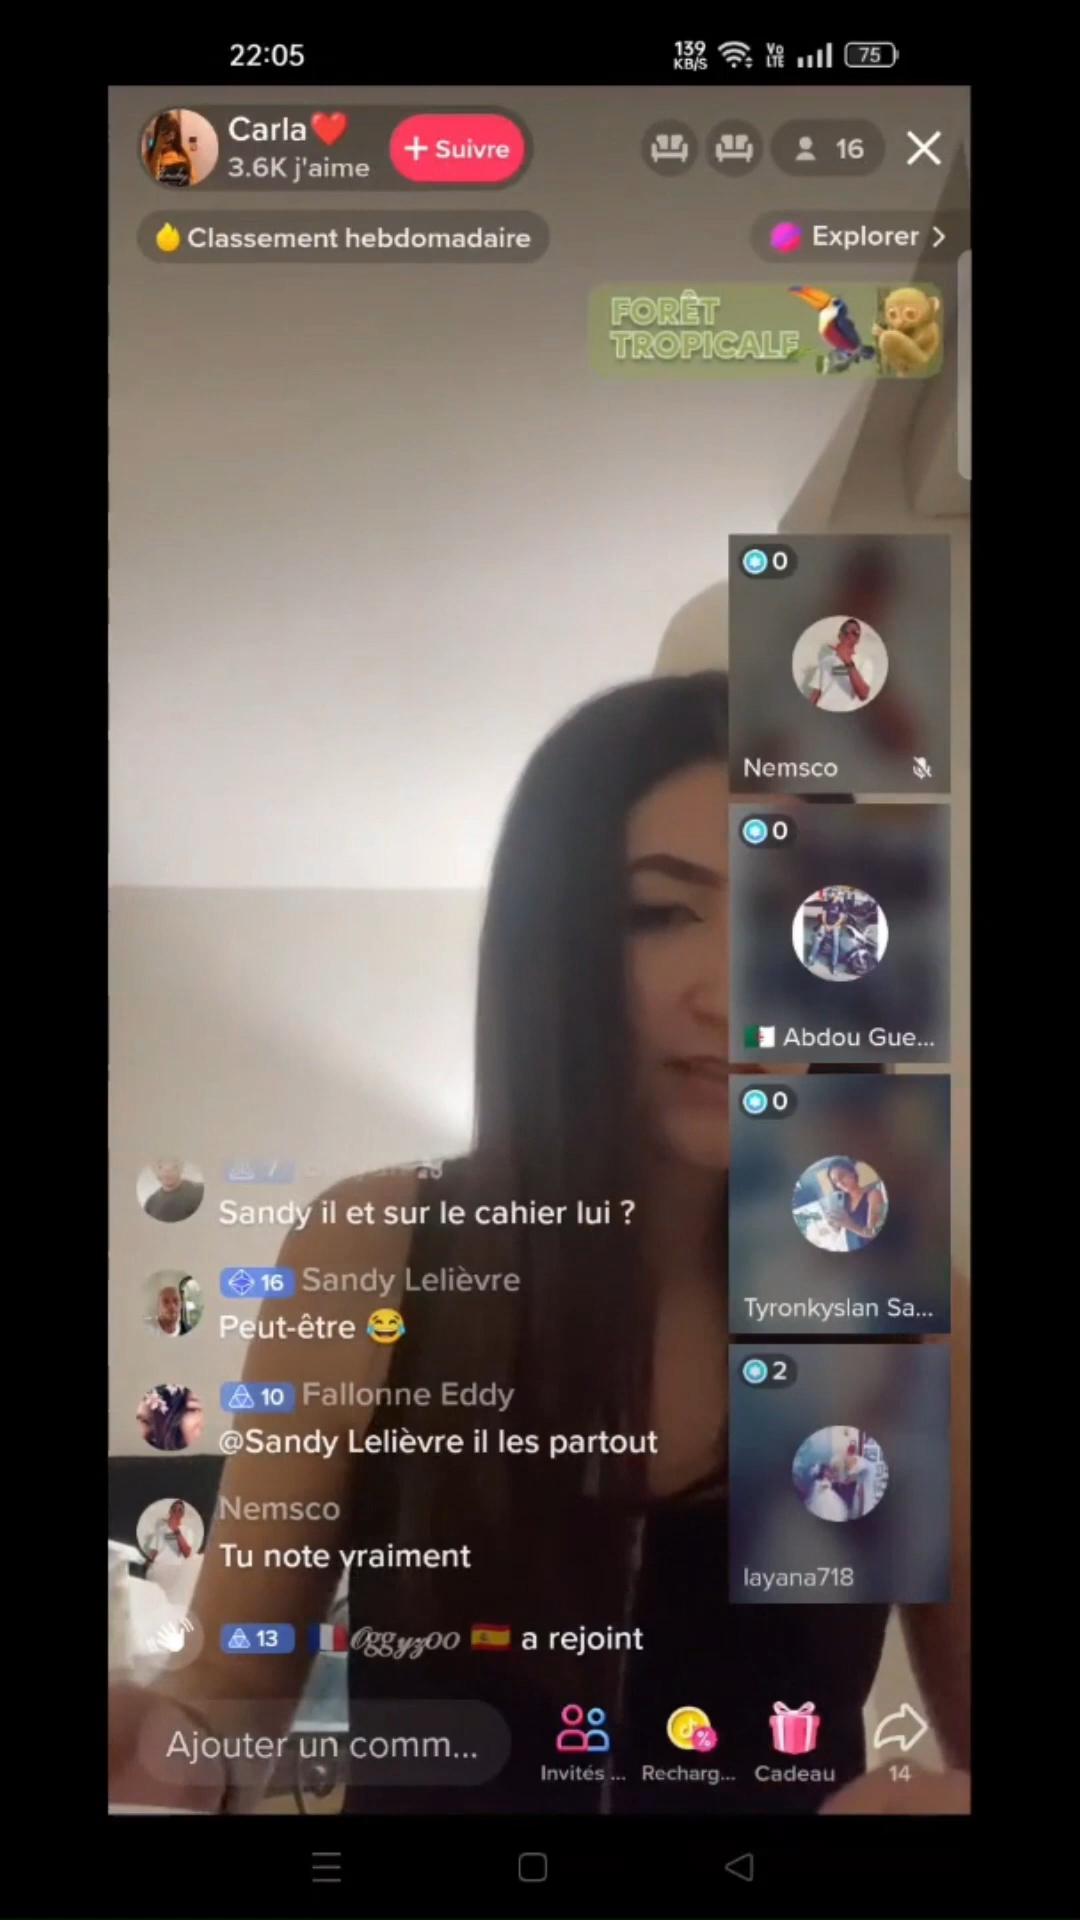 22:05
139
KB/S
Vo
LTE
75
Carla❤️
3.6K j'aime
+ Suivre
16
Classement hebdomadaire
Explorer >
FORÊT
TROPICALE
0
Nemsco
0
🇩🇿 Abdou Gue...
0
Tyronkyslan Sa...
2
layana718
7
Sandy il et sur le cahier lui ?
16 Sandy Lelièvre
Peut-être 😂
10 Fallonne Eddy
@Sandy Lelièvre il les partout
Nemsco
Tu note vraiment
13 🇫🇷𝒪𝑔𝑔𝓎𝓏𝑜𝑜 🇪🇸 a rejoint
Ajouter un comm...
Invités ...
Recharg...
Cadeau
14